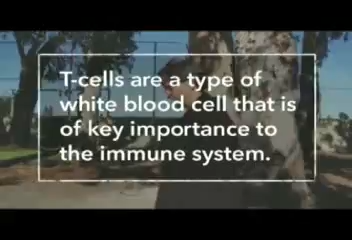 T-cells are a type of
white blood cell that is
of key importance to
the immune system.